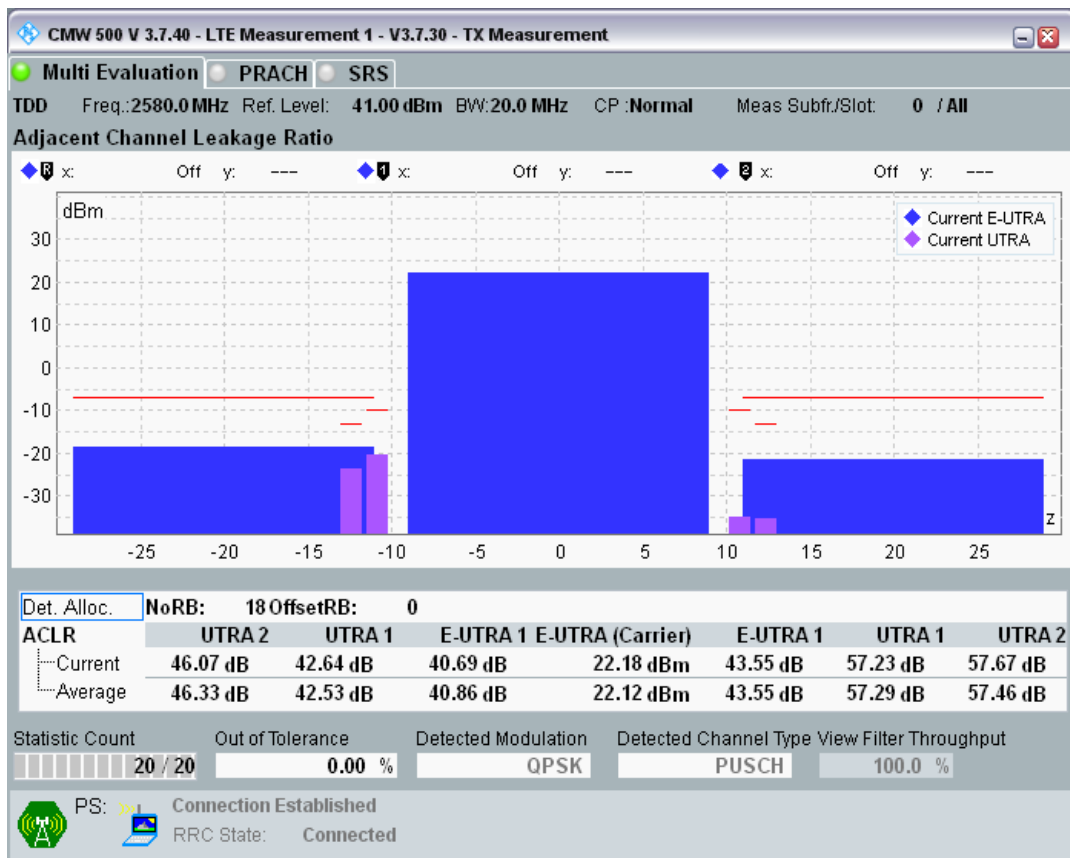 CMW 500 V 3.7.40 - LTE Measurement 1 - V3.7.30 - TX Measurement
Multi Evaluation PRACH SRS
TDD Freq.:2580.0 MHz Ref. Level: 41.00 dBm BW:20.0 MHz CP :Normal Meas Subfr./Slot: 0 / All
Adjacent Channel Leakage Ratio
R x: Off y: --- 1 x: Off y: --- 2 x: Off y: ---
dBm
Current E-UTRA
Current UTRA
30
20
10
0
-10
-20
-30
z
-25 -20 -15 -10 -5 0 5 10 15 20 25
Det. Alloc. NoRB: 18 OffsetRB: 0
ACLR UTRA 2 UTRA 1 E-UTRA 1 E-UTRA (Carrier) E-UTRA 1 UTRA 1 UTRA 2
Current 46.07 dB 42.64 dB 40.69 dB 22.18 dBm 43.55 dB 57.23 dB 57.67 dB
Average 46.33 dB 42.53 dB 40.86 dB 22.12 dBm 43.55 dB 57.29 dB 57.46 dB
Statistic Count Out of Tolerance Detected Modulation Detected Channel Type View Filter Throughput
20 / 20 0.00 % QPSK PUSCH 100.0 %
PS: Connection Established
RRC State: Connected